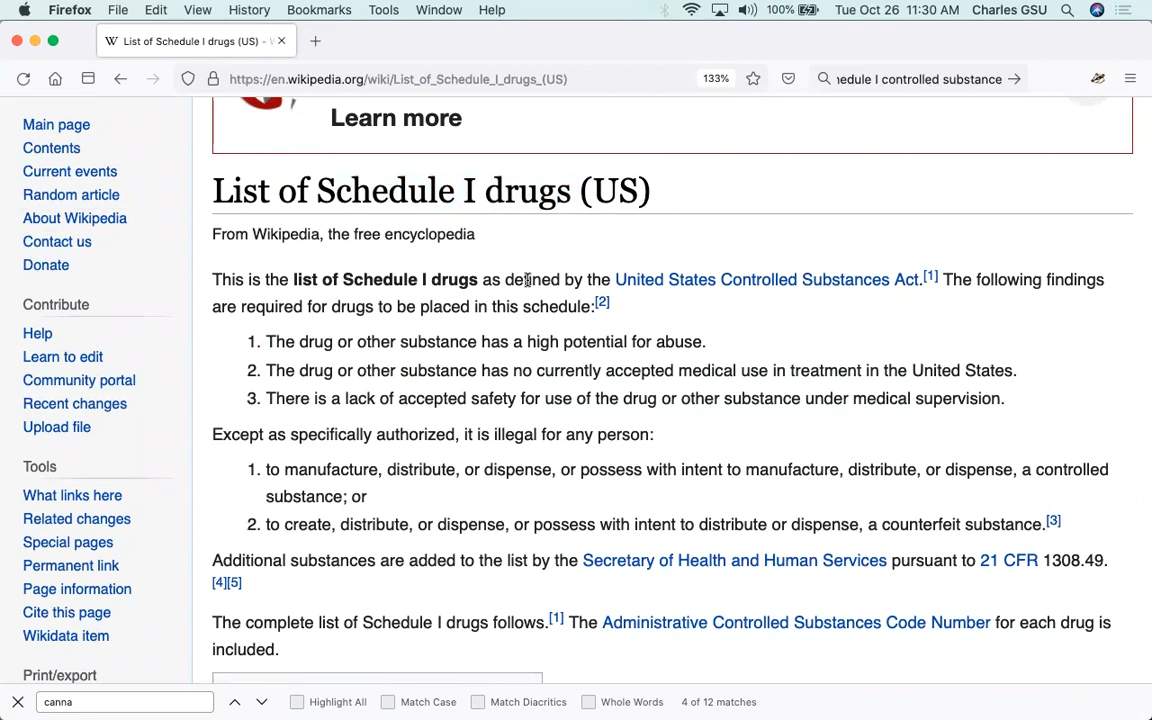 Firefox File Edit View History Bookmarks Tools Window Help 100% Tue Oct 26 11:30 AM Charles GSU
W List of Schedule I drugs (US) -
https://en.wikipedia.org/wiki/List_of_Schedule_I_drugs_(US) 133% edule I controlled substance
Learn more
Main page
Contents
Current events
Random article
About Wikipedia
Contact us
Donate
Contribute
Help
Learn to edit
Community portal
Recent changes
Upload file
Tools
What links here
Related changes
Special pages
Permanent link
Page information
Cite this page
Wikidata item
Print/export
List of Schedule I drugs (US)
From Wikipedia, the free encyclopedia
This is the list of Schedule I drugs as defined by the United States Controlled Substances Act.[1] The following findings
are required for drugs to be placed in this schedule:[2]
1. The drug or other substance has a high potential for abuse.
2. The drug or other substance has no currently accepted medical use in treatment in the United States.
3. There is a lack of accepted safety for use of the drug or other substance under medical supervision.
Except as specifically authorized, it is illegal for any person:
1. to manufacture, distribute, or dispense, or possess with intent to manufacture, distribute, or dispense, a controlled
substance; or
2. to create, distribute, or dispense, or possess with intent to distribute or dispense, a counterfeit substance.[3]
Additional substances are added to the list by the Secretary of Health and Human Services pursuant to 21 CFR 1308.49.
[4][5]
The complete list of Schedule I drugs follows.[1] The Administrative Controlled Substances Code Number for each drug is
included.
canna Highlight All Match Case Match Diacritics Whole Words 4 of 12 matches